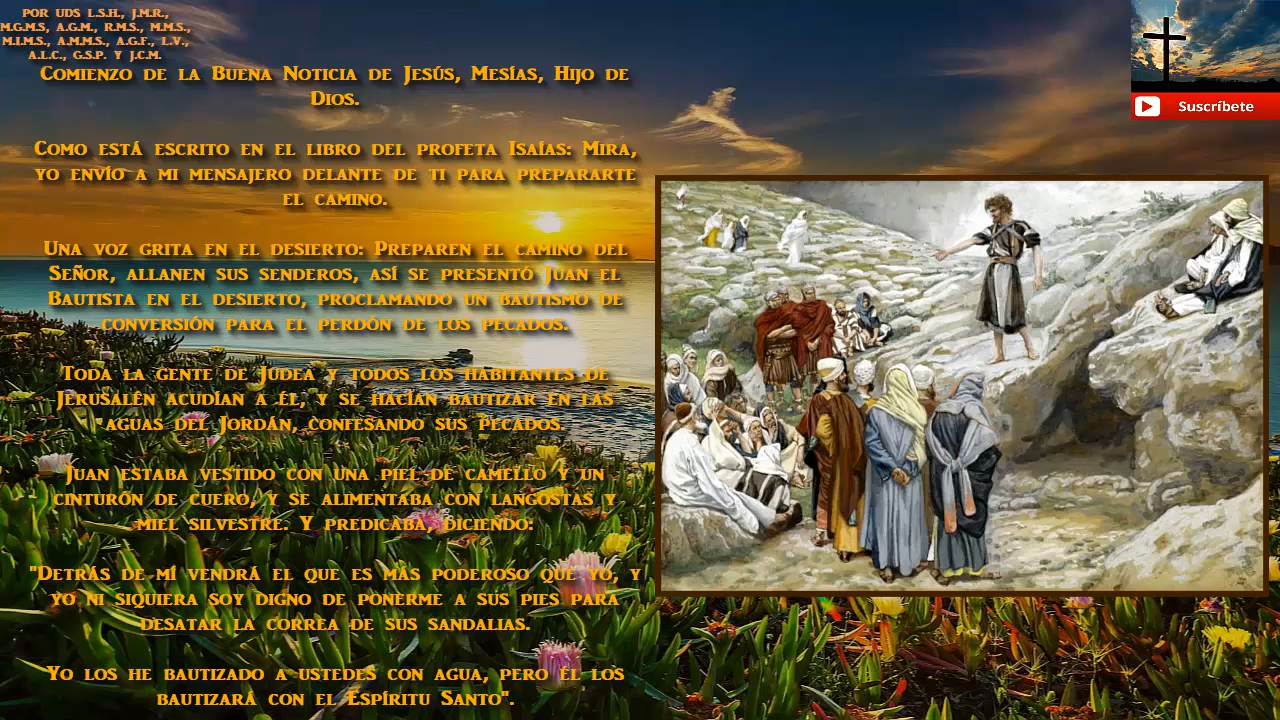 POR UDS L.S.H., J.M.R.,
M.G.M.S, A.G.M., R.M.S., M.M.S.,
M.I.M.S., A.M.M.S., A.G.F., L.V.,
A.L.C., G.S.P. Y J.C.M.
Comienzo de la Buena Noticia de Jesús, Mesías, Hijo de
Dios.
Como está escrito en el libro del profeta Isaías: Mira,
yo envío a mi mensajero delante de ti para prepararte
el camino.
Una voz grita en el desierto: Preparen el camino del
Señor, allanen sus senderos, así se presentó Juan el
Bautista en el desierto, proclamando un bautismo de
conversión para el perdón de los pecados.
Toda la gente de Judea y todos los habitantes de
Jerusalén acudían a él, y se hacían bautizar en las
aguas del Jordán, confesando sus pecados.
Juan estaba vestido con una piel de camello y un
cinturón de cuero, y se alimentaba con langostas y
miel silvestre. Y predicaba, diciendo:
"Detrás de mí vendrá el que es más poderoso que yo, y
yo ni siquiera soy digno de ponerme a sus pies para
desatar la correa de sus sandalias.
Yo los he bautizado a ustedes con agua, pero él los
bautizará con el Espíritu Santo".
Suscríbete